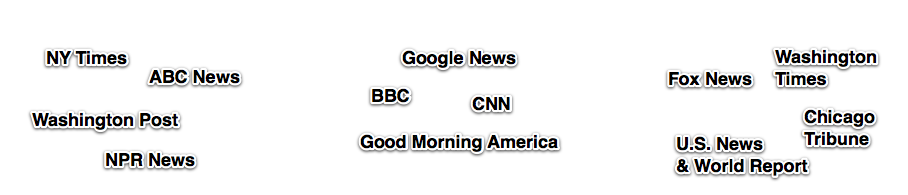 NY Times
ABC News
Washington Post
NPR News
Google News
BBC
CNN
Good Morning America
Fox News
Washington
Times
Chicago
Tribune
U.S. News
& World Report